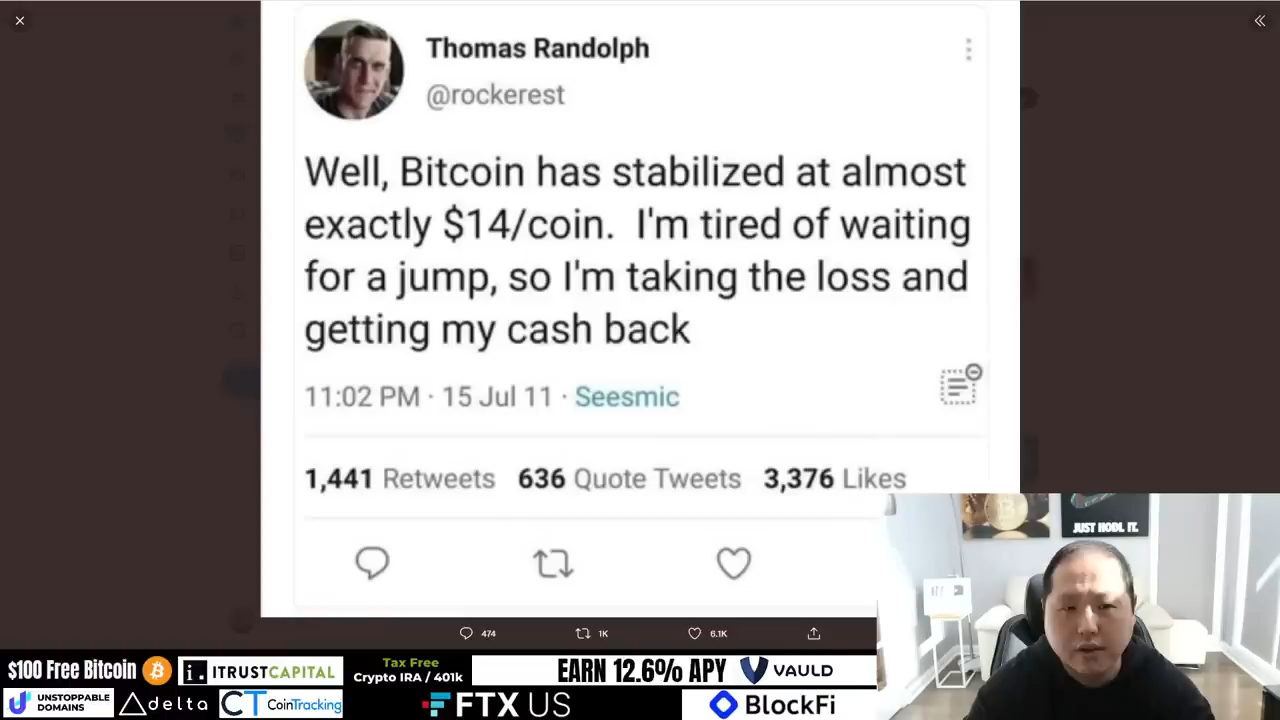 Thomas Randolph
@rockerest
Well, Bitcoin has stabilized at almost
exactly $14/coin.  I'm tired of waiting
for a jump, so I'm taking the loss and
getting my cash back
11:02 PM · 15 Jul 11 · Seesmic
1,441 Retweets 636 Quote Tweets 3,376 Likes
JUST HODL IT.
474 1K 6.1K
$100 Free Bitcoin
iTRUSTCAPITAL
Tax Free
Crypto IRA / 401k
EARN 12.6% APY
VAULD
UNSTOPPABLE
DOMAINS
delta
CT CoinTracking
FTX US
BlockFi